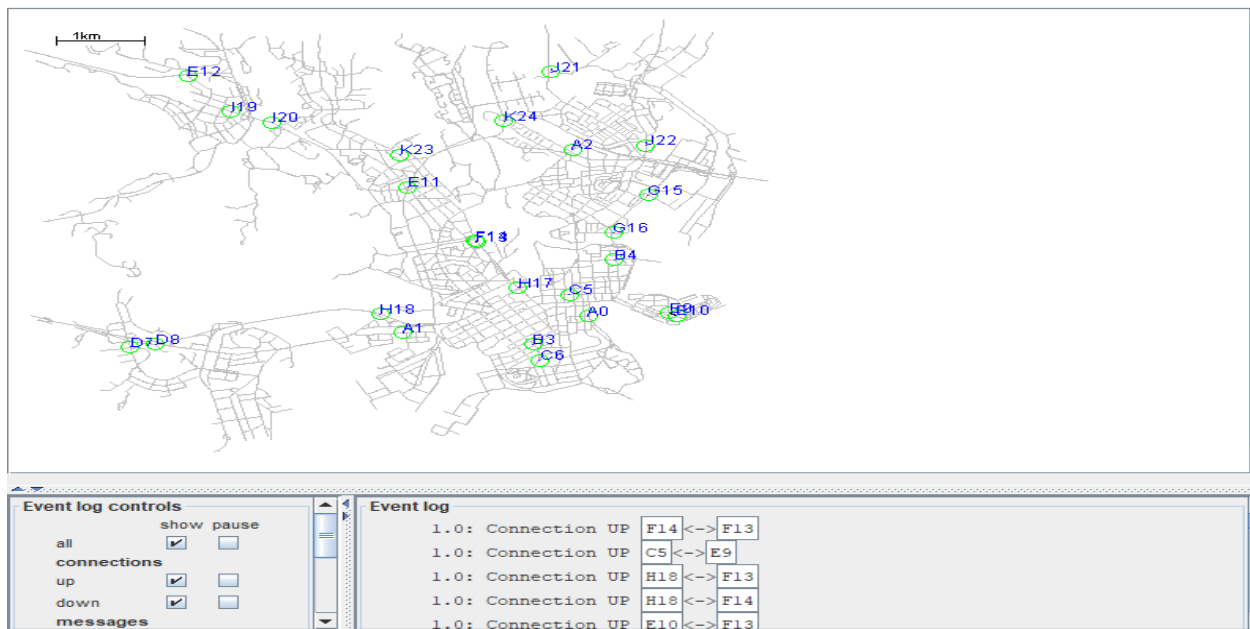 1km
J21
E12
J19
J20
K24
K23
A2
J22
E11
G15
G16
B4
H17
C5
H18
A0
E10
A1
D7
D8
B3
C6
Event log controls
show pause
all
connections
up
down
messages
Event log
1.0: Connection UP F14<->F13
1.0: Connection UP C5<->E9
1.0: Connection UP H18<->F13
1.0: Connection UP H18<->F14
1.0: Connection UP E10<->F13